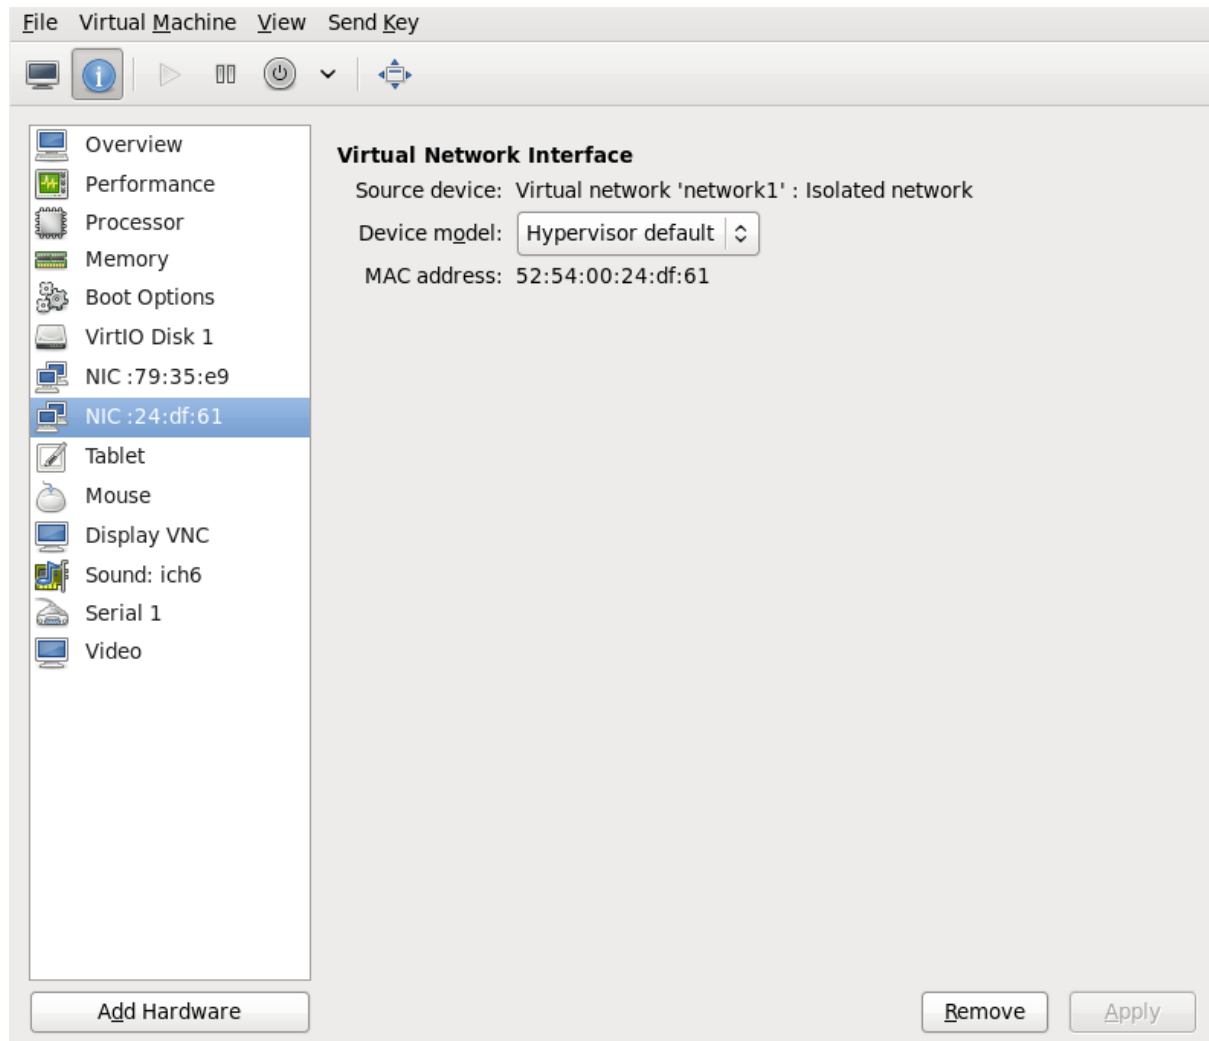 File Virtual Machine View Send Key
Overview
Performance
Processor
Memory
Boot Options
VirtIO Disk 1
NIC :79:35:e9
NIC :24:df:61
Tablet
Mouse
Display VNC
Sound: ich6
Serial 1
Video
Add Hardware
Virtual Network Interface
Source device: Virtual network 'network1' : Isolated network
Device model: Hypervisor default
MAC address: 52:54:00:24:df:61
Remove Apply